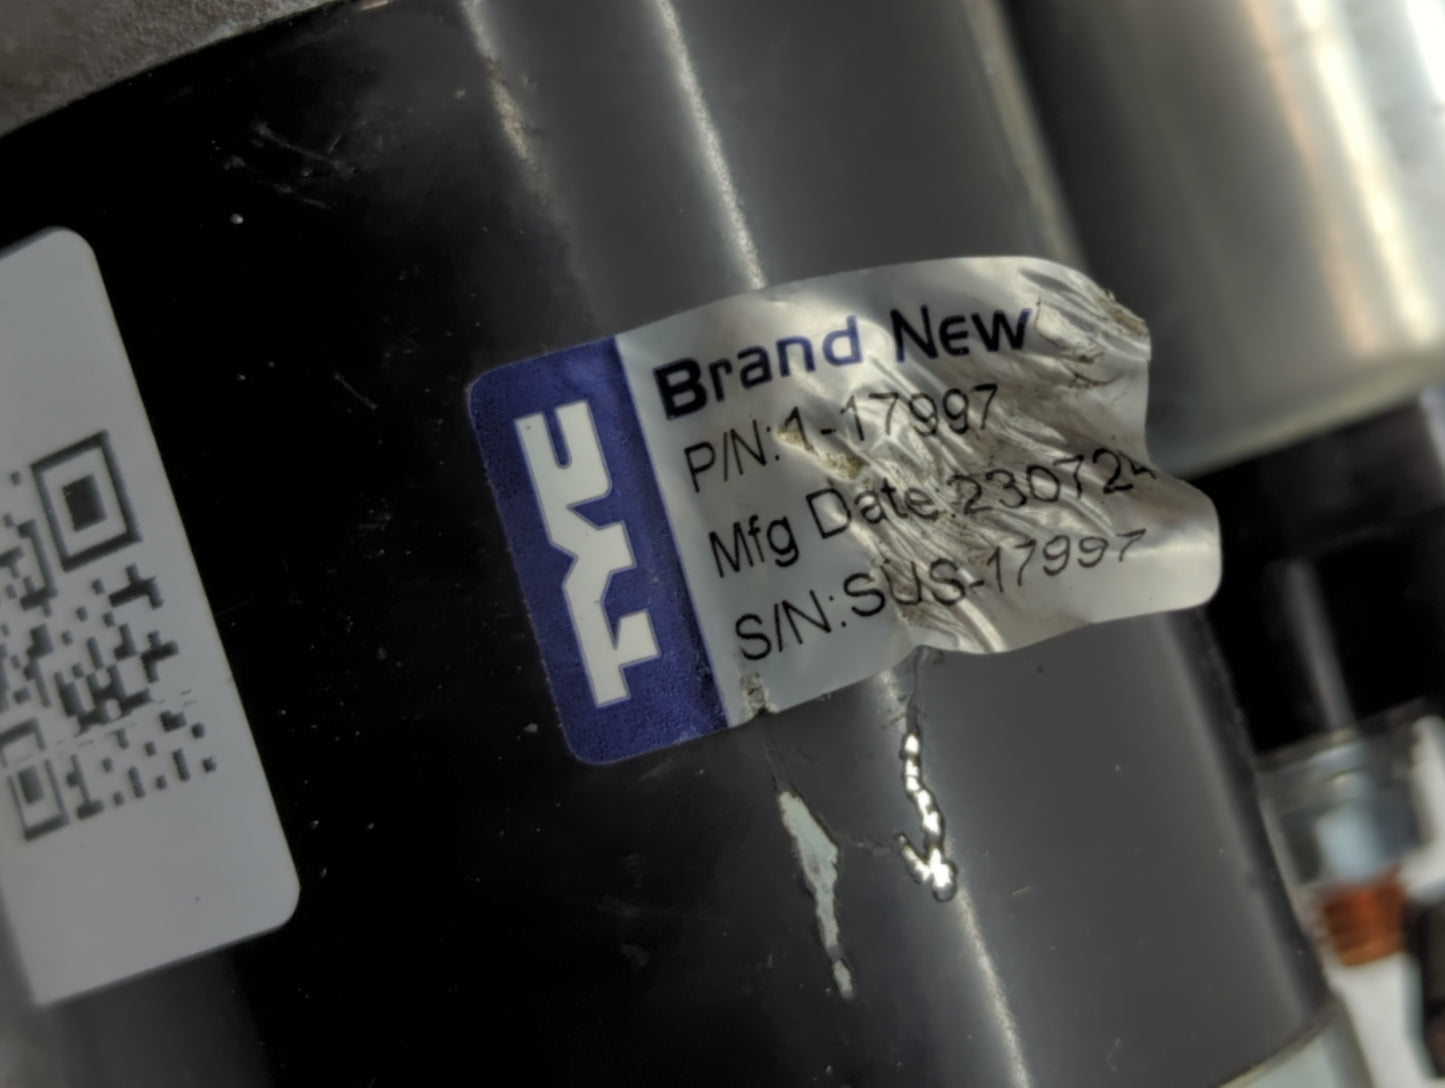 TYC
Brand New
P/N:1-17997
Mfg Date:230724
S/N:SUS-17997